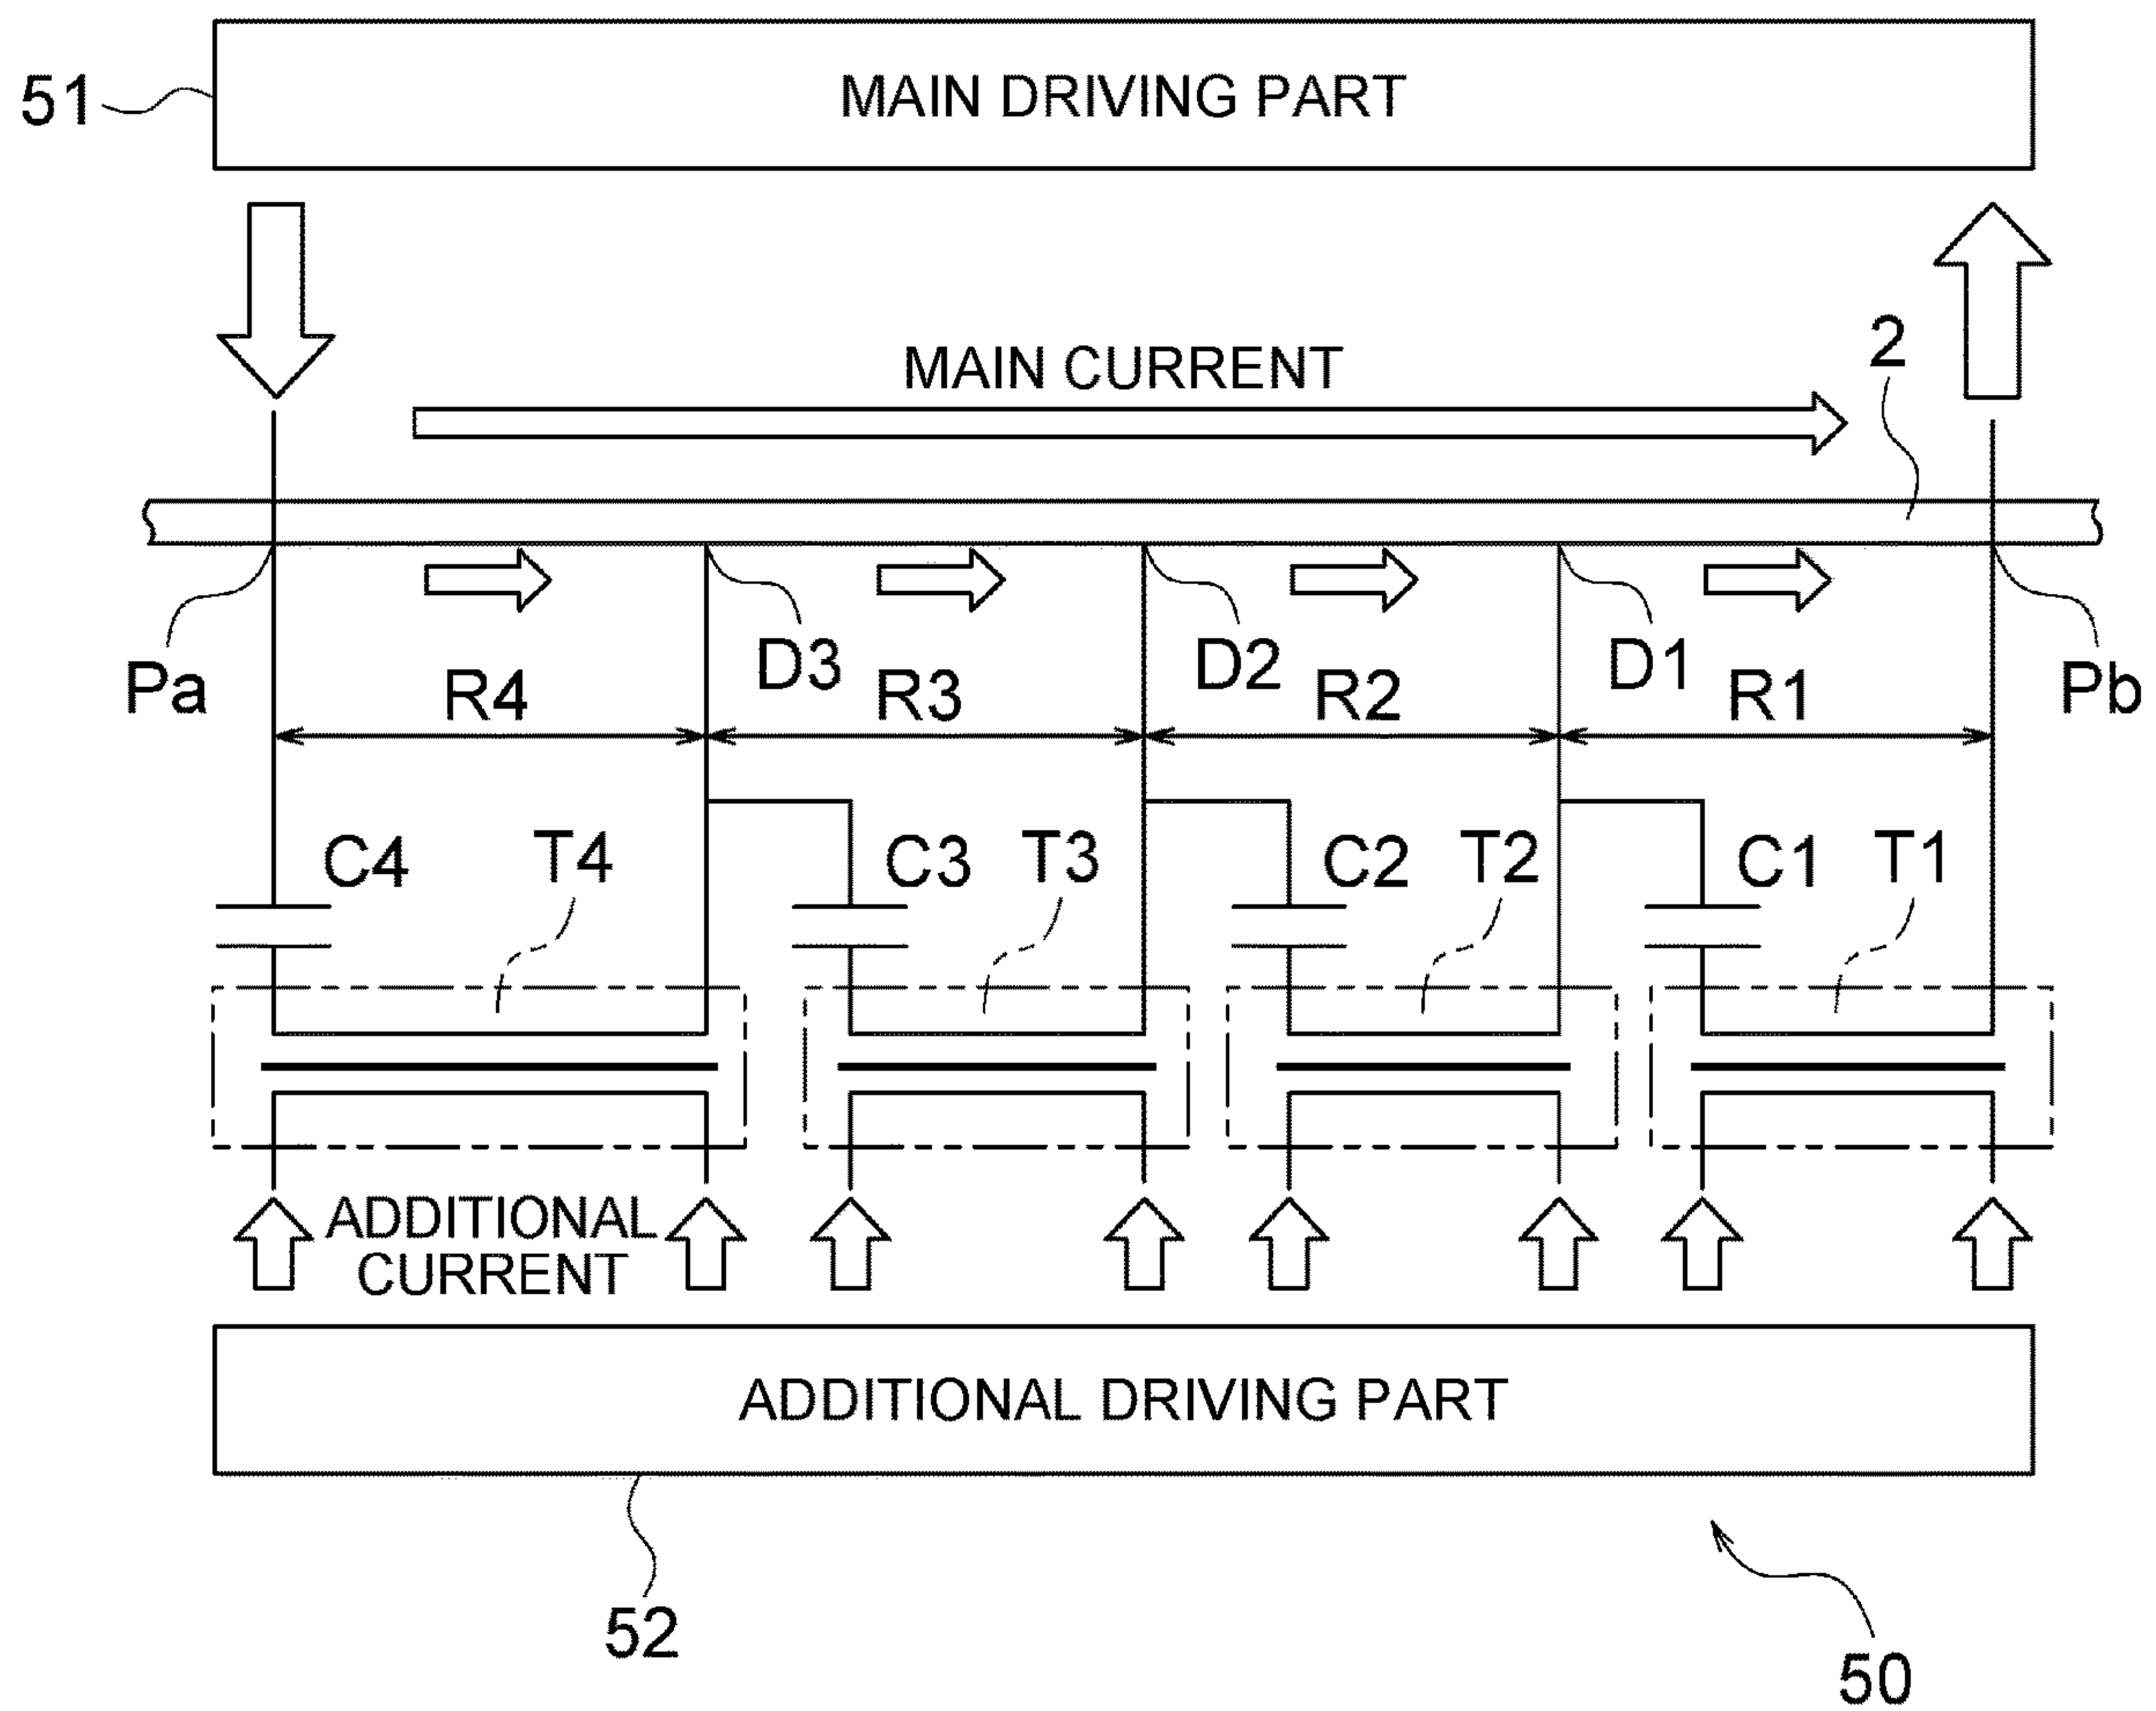 51
MAIN DRIVING PART
MAIN CURRENT
2
Pa
R4
D3
R3
D2
R2
D1
R1
Pb
C4
T4
C3
T3
C2
T2
C1
T1
ADDITIONAL
CURRENT
ADDITIONAL DRIVING PART
52
50